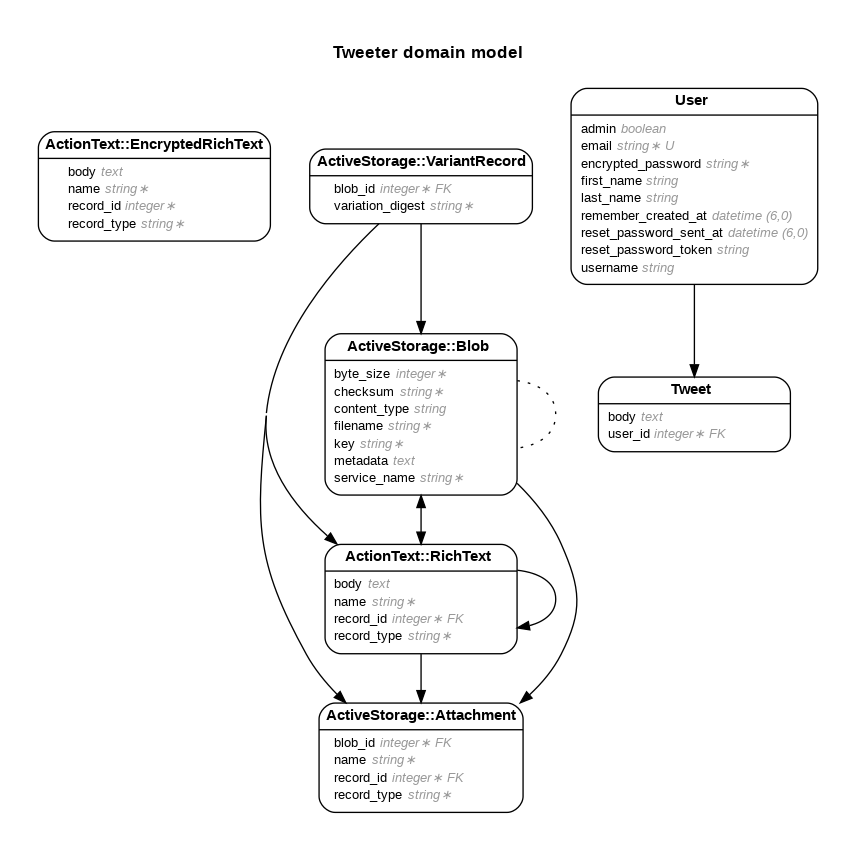 Tweeter domain model
ActionText::EncryptedRichText
body text
name string∗
record_id integer∗
record_type string∗
ActiveStorage::VariantRecord
blob_id integer∗ FK
variation_digest string∗
User
admin boolean
email string∗ U
encrypted_password string∗
first_name string
last_name string
remember_created_at datetime (6,0)
reset_password_sent_at datetime (6,0)
reset_password_token string
username string
ActiveStorage::Blob
byte_size integer∗
checksum string∗
content_type string
filename string∗
key string∗
metadata text
service_name string∗
Tweet
body text
user_id integer∗ FK
ActionText::RichText
body text
name string∗
record_id integer∗ FK
record_type string∗
ActiveStorage::Attachment
blob_id integer∗ FK
name string∗
record_id integer∗ FK
record_type string∗